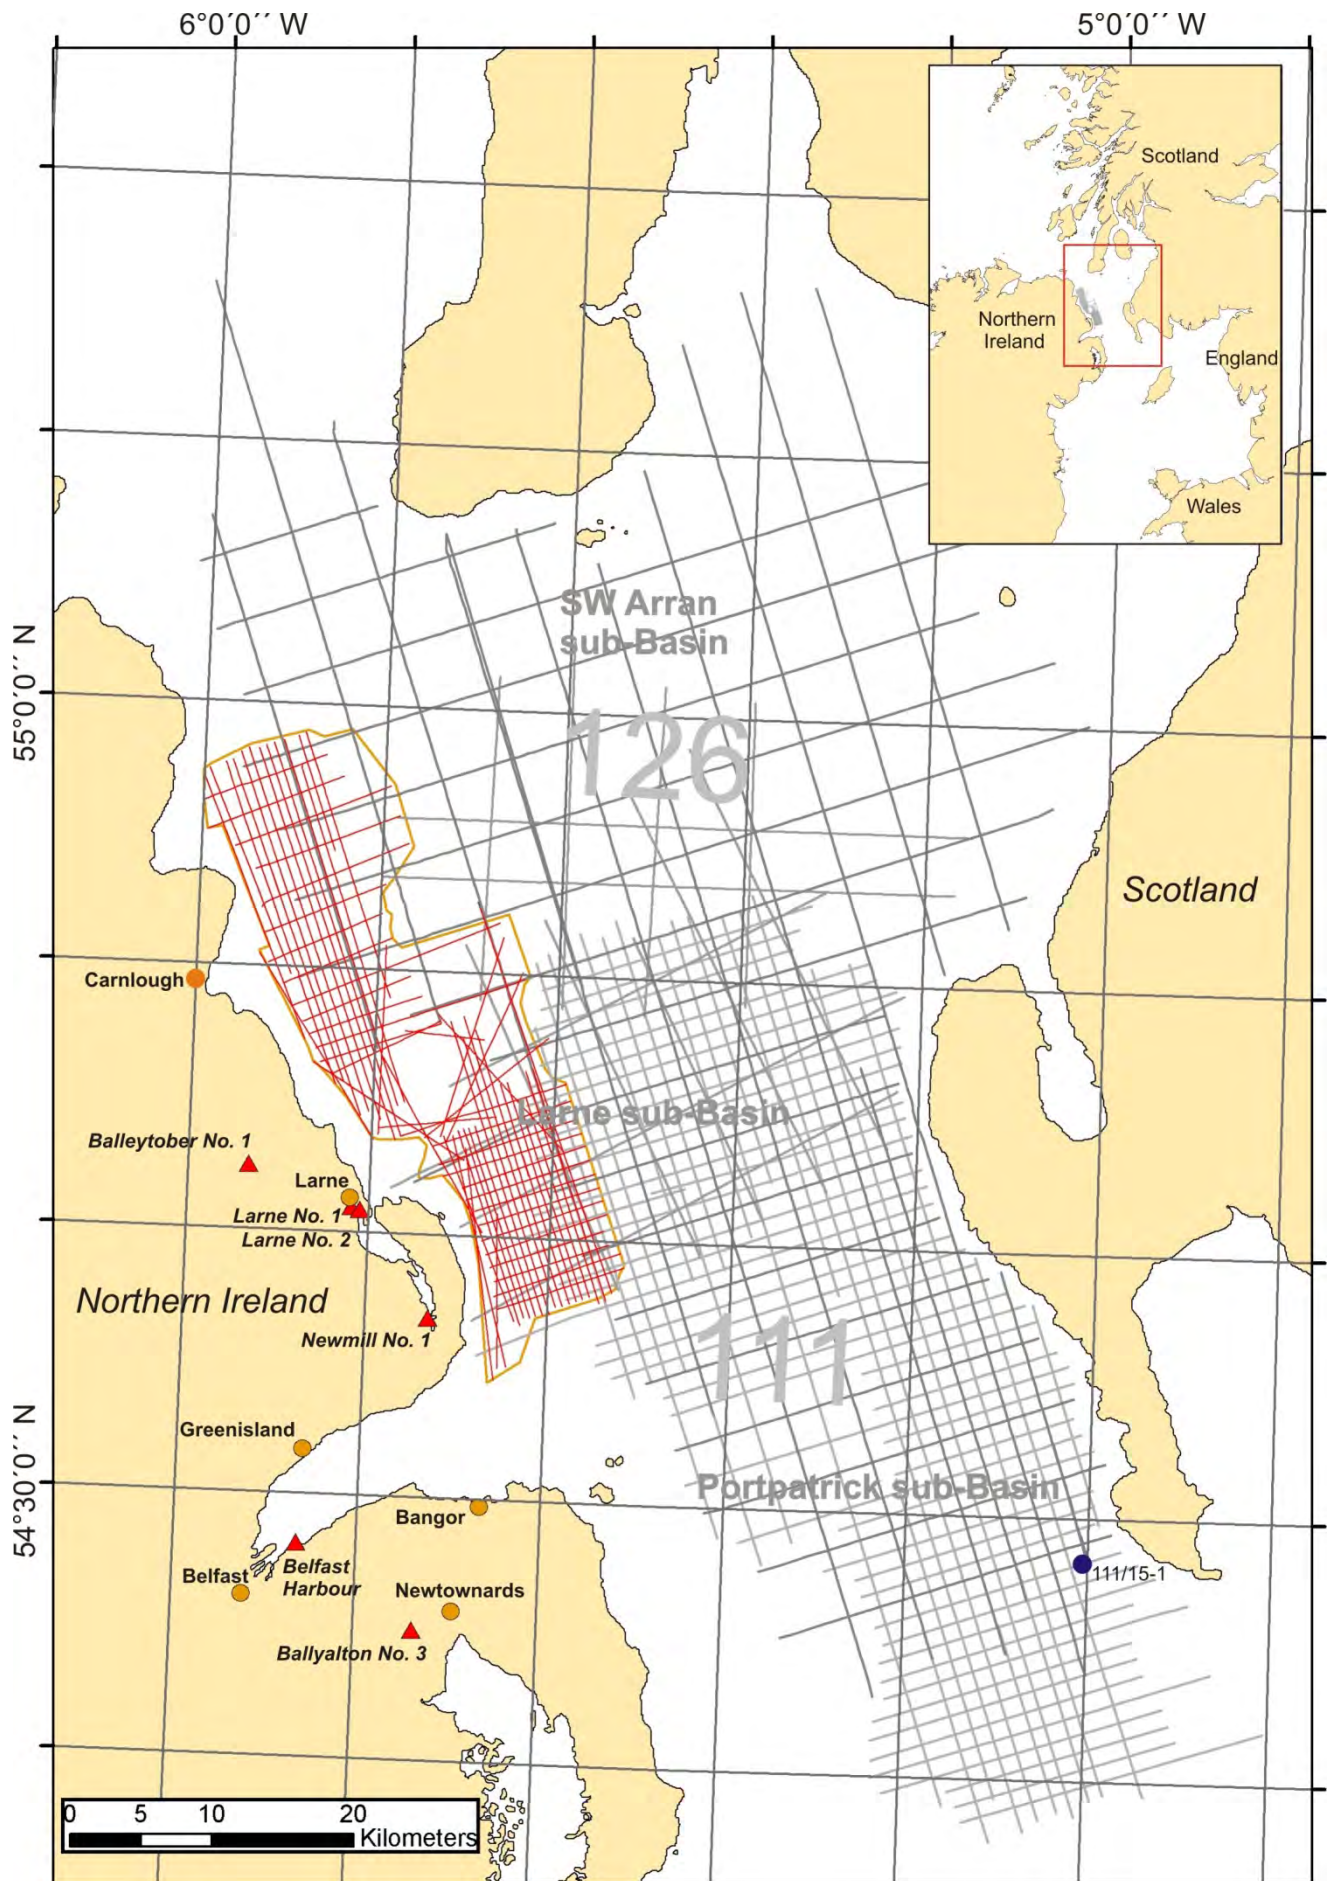 6°0´0´´ W
5°0´0´´ W
Scotland
Northern
Ireland
England
Wales
SW Arran
sub-Basin
55°0´0´´ N
126
Scotland
Carnlough
Larne sub-Basin
Balleytober No. 1
Larne
Larne No. 1
Larne No. 2
Northern Ireland
Newmill No. 1
111
Greenisland
54°30´0´´ N
Portpatrick sub-Basin
Bangor
Belfast
Harbour
Belfast
111/15-1
Newtownards
Ballyalton No. 3
0 5 10 20
Kilometers